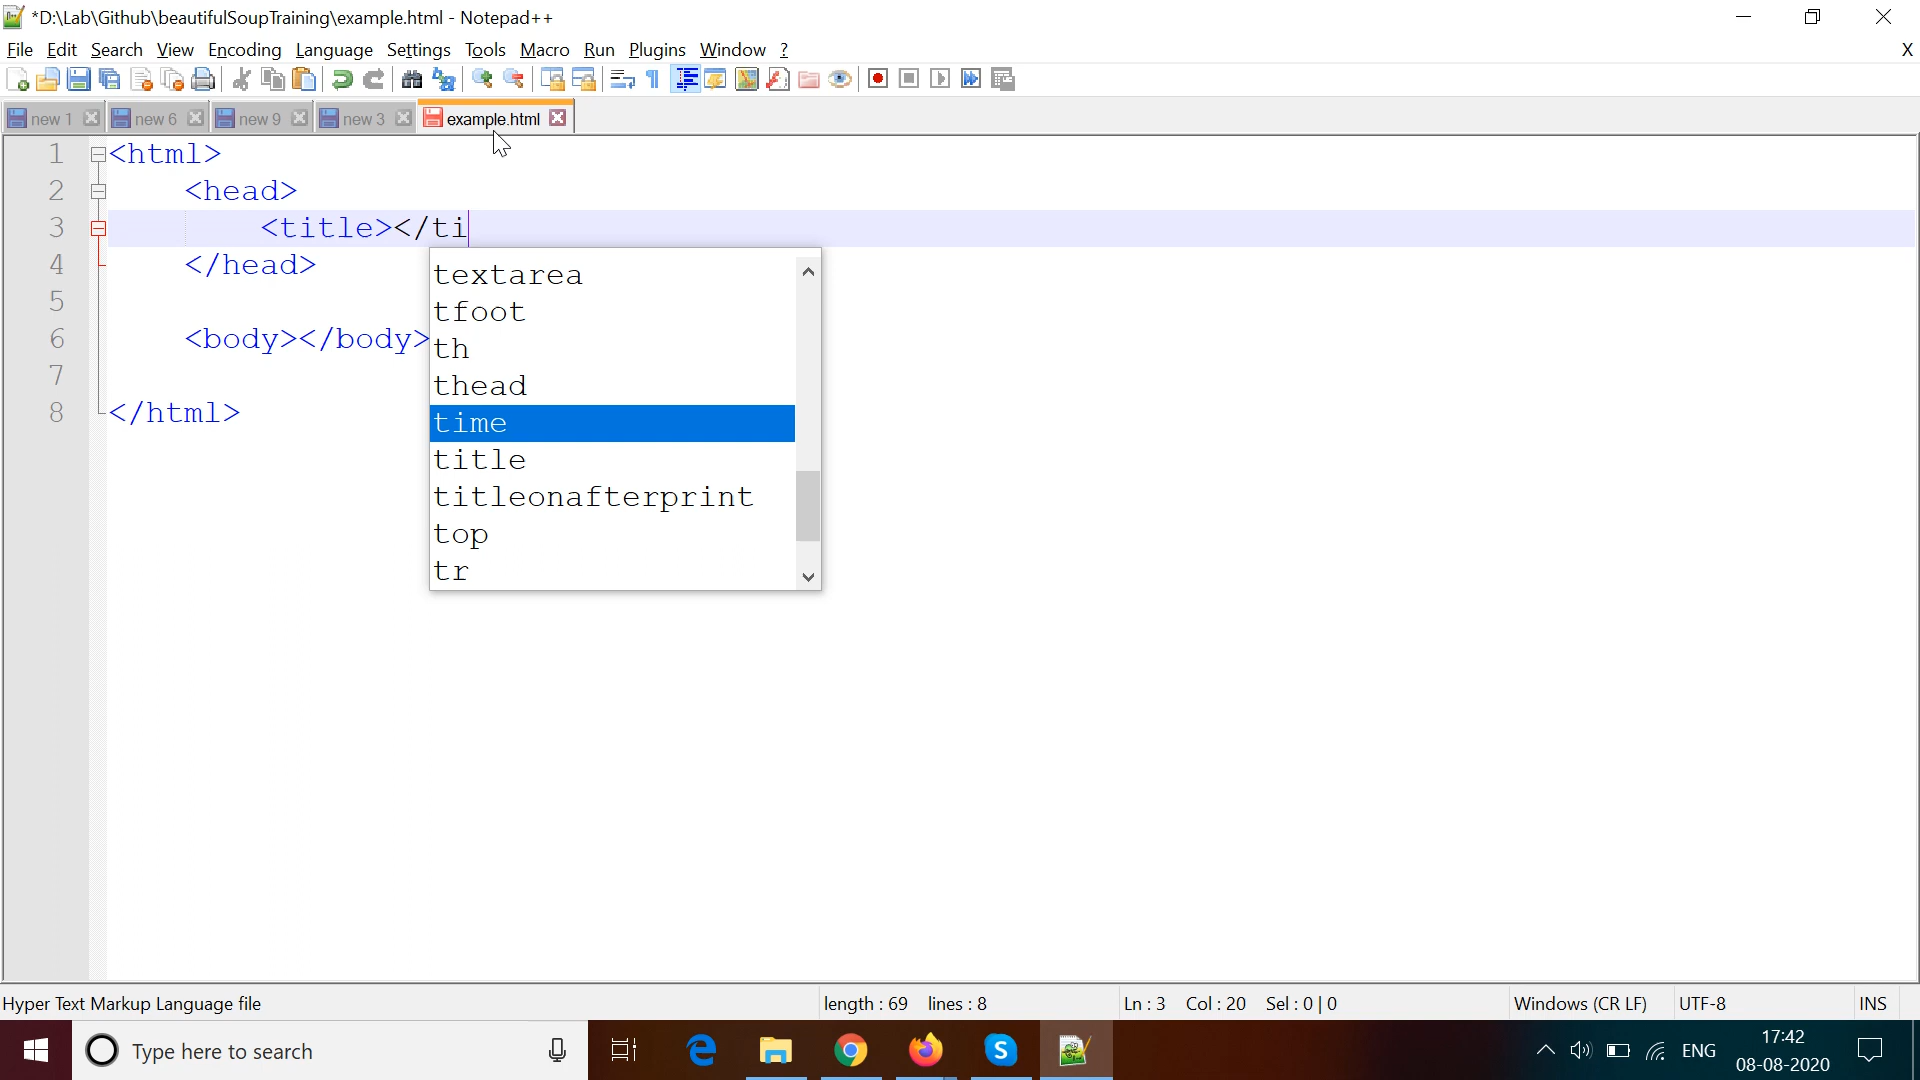 *D:\Lab\Github\beautifulSoupTraining\example.html - Notepad++
File Edit Search View Encoding Language Settings Tools Macro Run Plugins Window ? X
new 1 new 6 new 9 new 3 example.html
1 <html>
2 <head>
3 <title></ti
4 </head>
5
6 <body></body>
7
8 </html>
textarea
tfoot
th
thead
time
title
titleonafterprint
top
tr
Hyper Text Markup Language file length : 69 lines : 8 Ln : 3 Col : 20 Sel : 0 | 0 Windows (CR LF) UTF-8 INS
Type here to search ENG 17:42
08-08-2020